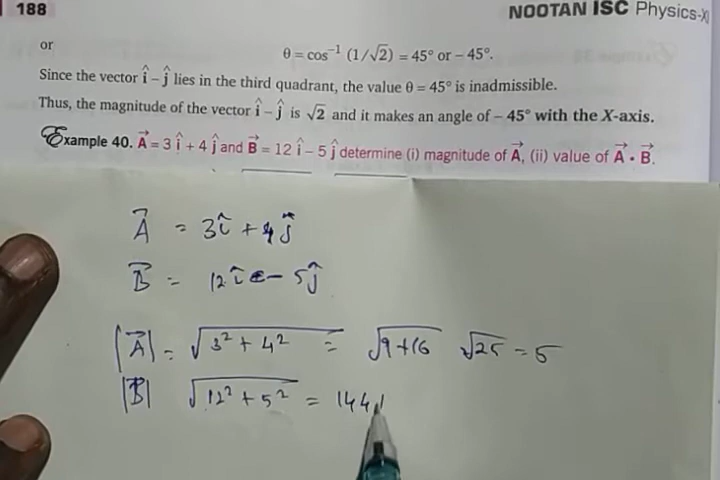 188
NOOTAN ISC Physics-XI
or
θ = cos⁻¹ (1/√2) = 45° or – 45°.
Since the vector î – ĵ lies in the third quadrant, the value θ = 45° is inadmissible.
Thus, the magnitude of the vector î – ĵ is √2 and it makes an angle of – 45° with the X-axis.
Example 40. A⃗ = 3 î + 4 ĵ and B⃗ = 12 î – 5 ĵ determine (i) magnitude of A⃗, (ii) value of A⃗ • B⃗.
A⃗ = 3î + 4ĵ
B⃗ = 12î – 5ĵ
|A⃗| = √(3² + 4²) = √(9+16) √25 = 5
|B⃗| √(12² + 5²) = 144